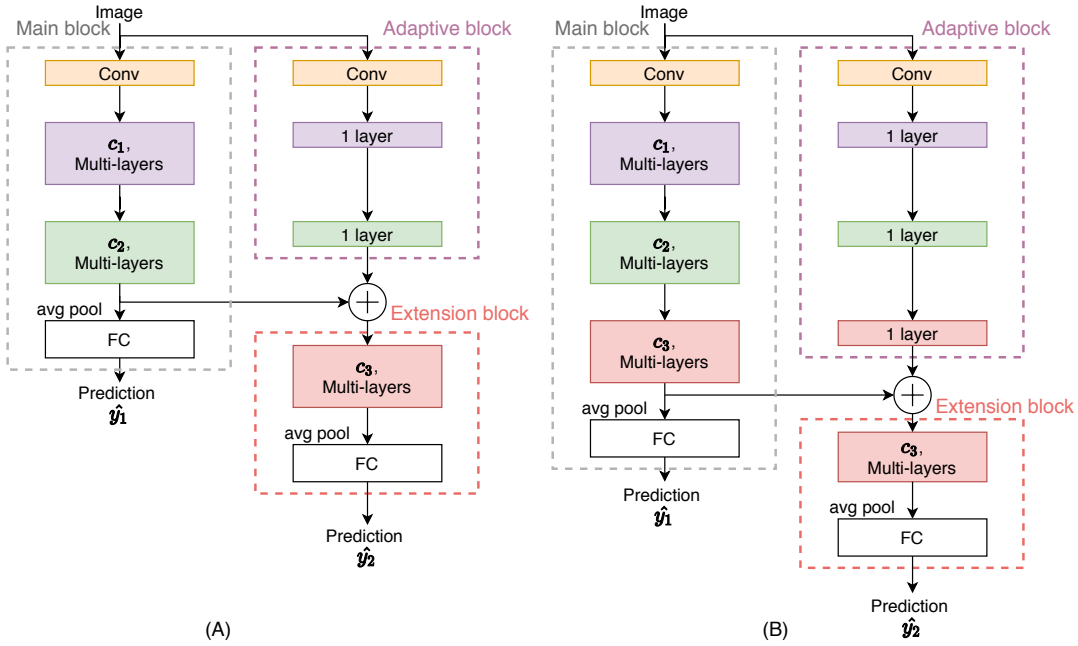 Image
Main block
Adaptive block
Conv
Conv
c₁,
Multi-layers
1 layer
c₂,
Multi-layers
1 layer
avg pool
FC
Extension block
Prediction
ŷ₁
c₃,
Multi-layers
avg pool
FC
Prediction
ŷ₂
(A)
Image
Main block
Adaptive block
Conv
Conv
c₁,
Multi-layers
1 layer
c₂,
Multi-layers
1 layer
c₃,
Multi-layers
1 layer
avg pool
FC
Extension block
Prediction
ŷ₁
c₃,
Multi-layers
avg pool
FC
Prediction
ŷ₂
(B)